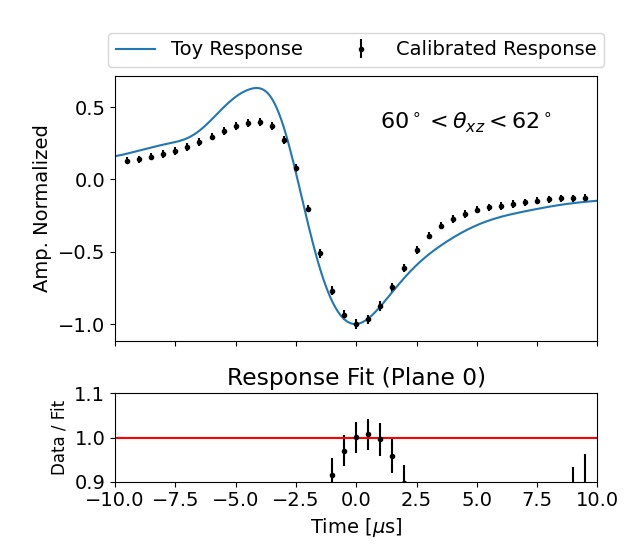 Toy Response Calibrated Response
60° < θxz < 62°
Amp. Normalized
0.5
0.0
−0.5
−1.0
Response Fit (Plane 0)
Data / Fit
1.1
1.0
0.9
−10.0 −7.5 −5.0 −2.5 0.0 2.5 5.0 7.5 10.0
Time [μs]